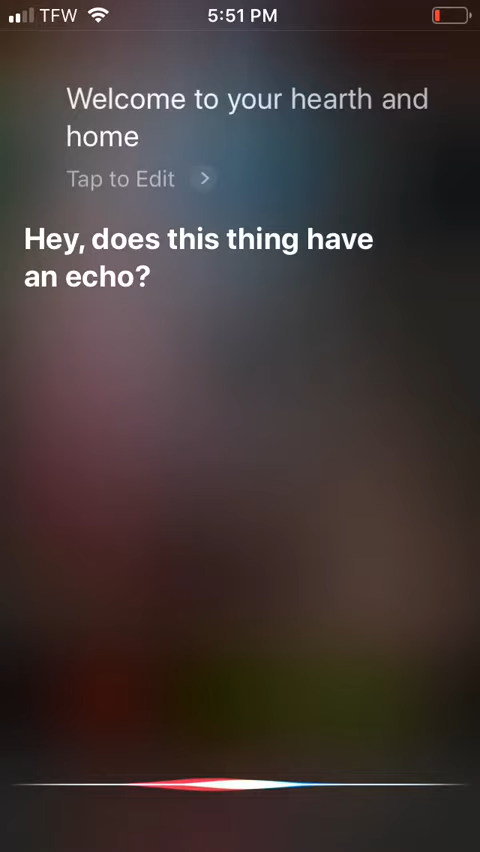 TFW 5:51 PM
Welcome to your hearth and
home
Tap to Edit
Hey, does this thing have
an echo?